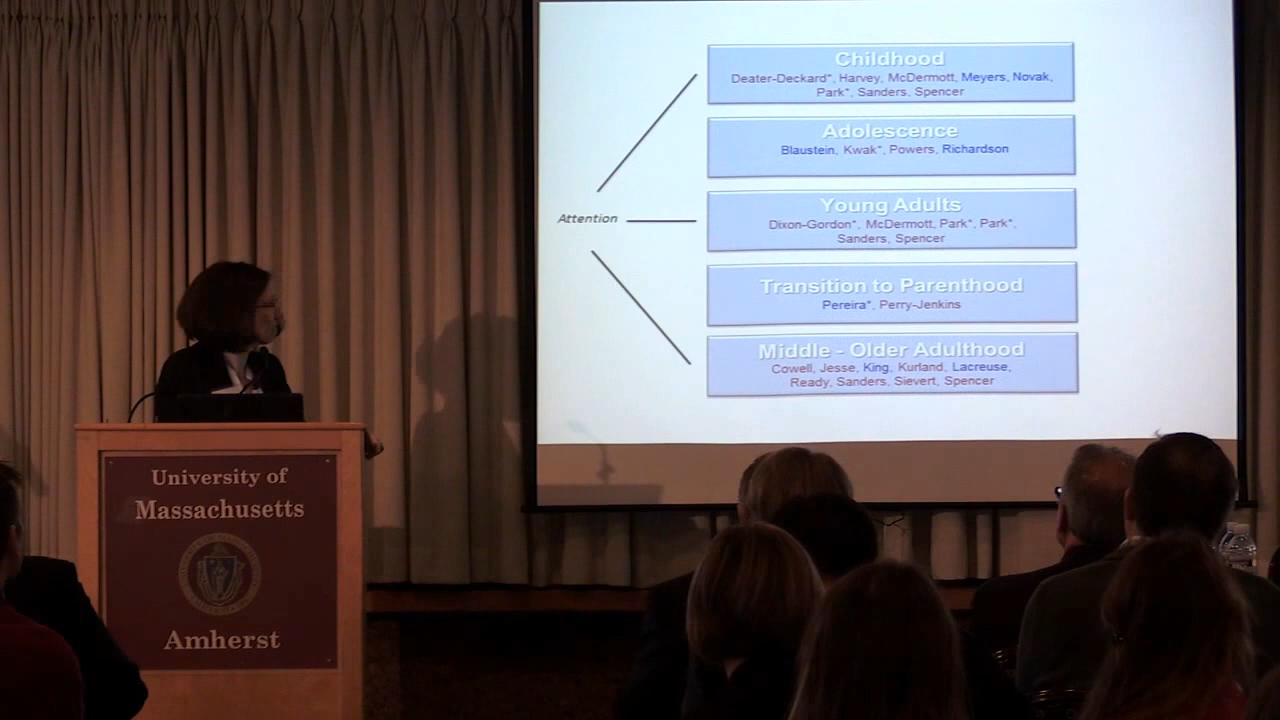 Childhood
Deater-Deckard*, Harvey, McDermott, Meyers, Novak,
Park*, Sanders, Spencer
Adolescence
Blaustein, Kwak*, Powers, Richardson
Attention
Young Adults
Dixon-Gordon*, McDermott, Park*, Park*,
Sanders, Spencer
Transition to Parenthood
Pereira*, Perry-Jenkins
Middle - Older Adulthood
Cowell, Jesse, King, Kurland, Lacreuse,
Ready, Sanders, Sievert, Spencer
University of
Massachusetts
Amherst